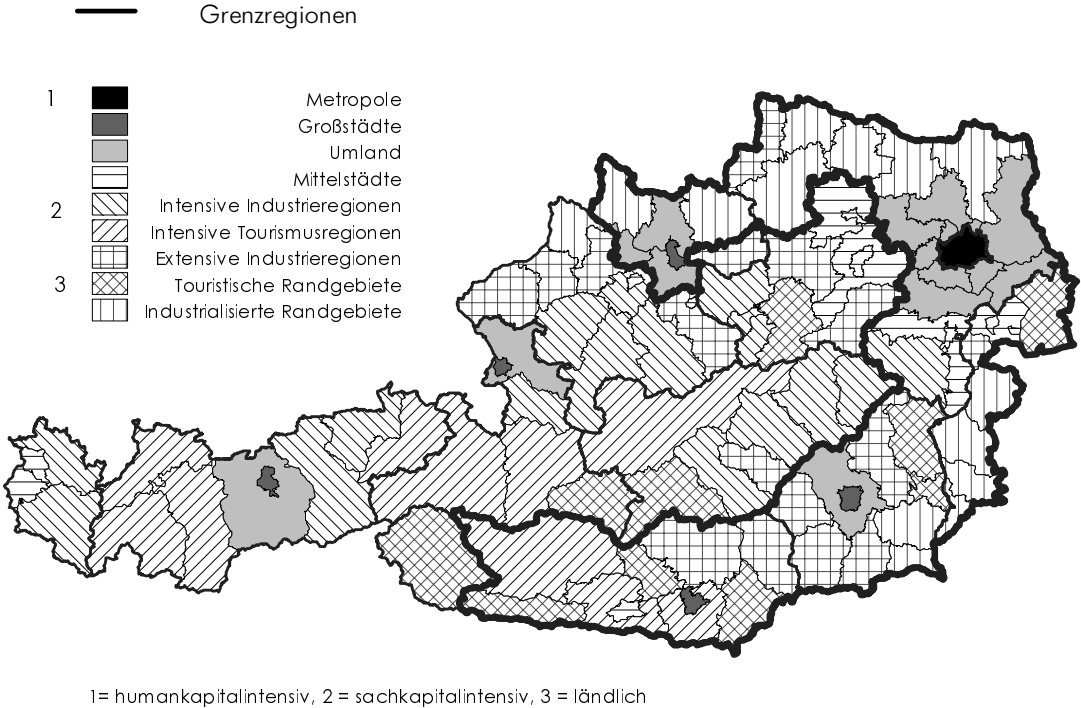 Grenzregionen
1 Metropole
Großstädte
Umland
Mittelstädte
2 Intensive Industrieregionen
Intensive Tourismusregionen
Extensive Industrieregionen
3 Touristische Randgebiete
Industrialisierte Randgebiete
1= humankapitalintensiv, 2 = sachkapitalintensiv, 3 = ländlich